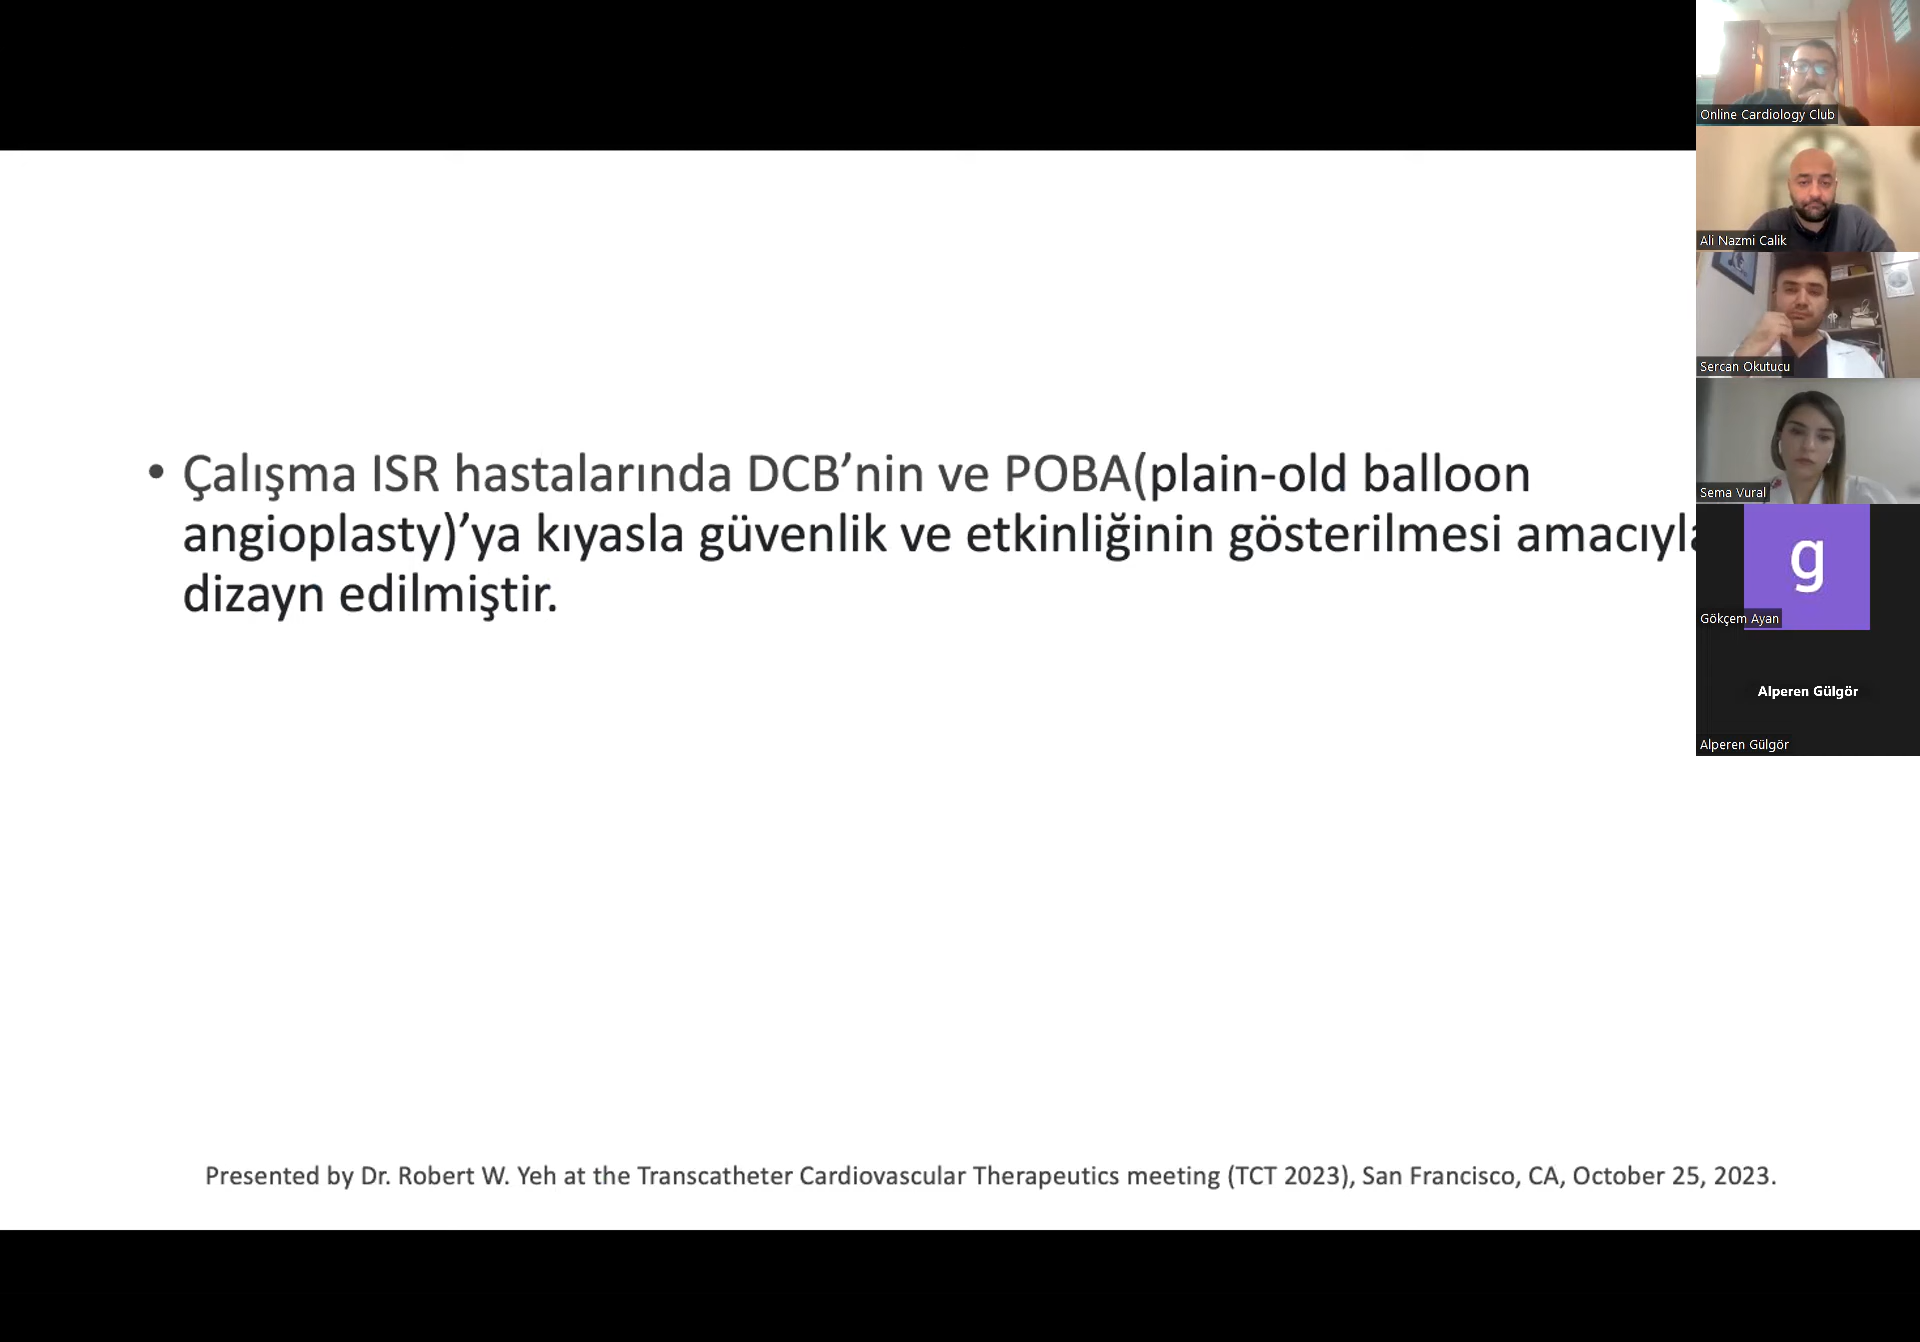 • Çalışma ISR hastalarında DCB’nin ve POBA(plain-old balloon
angioplasty)’ya kıyasla güvenlik ve etkinliğinin gösterilmesi amacıyla
dizayn edilmiştir.
Presented by Dr. Robert W. Yeh at the Transcatheter Cardiovascular Therapeutics meeting (TCT 2023), San Francisco, CA, October 25, 2023.
Online Cardiology Club
Ali Nazmi Calik
Sercan Okutucu
Sema Vural
g
Gökçem Ayan
Alperen Gülgör
Alperen Gülgör